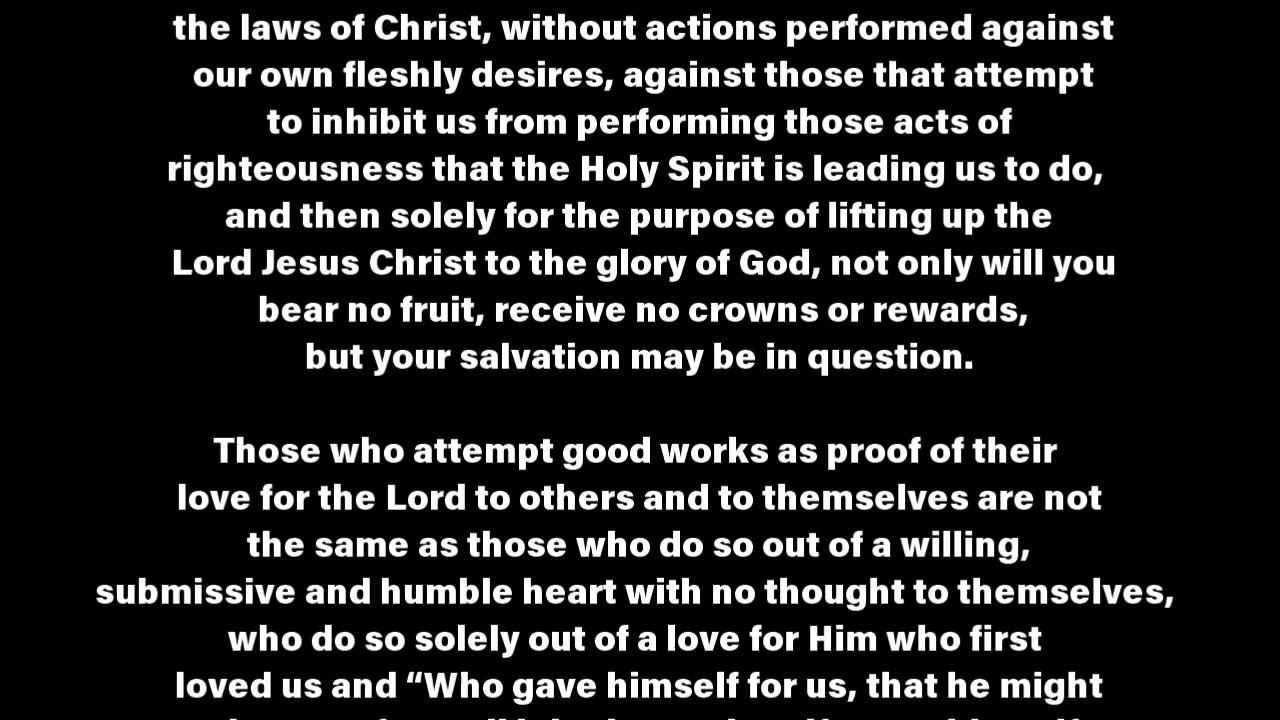 the laws of Christ, without actions performed against
our own fleshly desires, against those that attempt
to inhibit us from performing those acts of
righteousness that the Holy Spirit is leading us to do,
and then solely for the purpose of lifting up the
Lord Jesus Christ to the glory of God, not only will you
bear no fruit, receive no crowns or rewards,
but your salvation may be in question.
Those who attempt good works as proof of their
love for the Lord to others and to themselves are not
the same as those who do so out of a willing,
submissive and humble heart with no thought to themselves,
who do so solely out of a love for Him who first
loved us and “Who gave himself for us, that he might